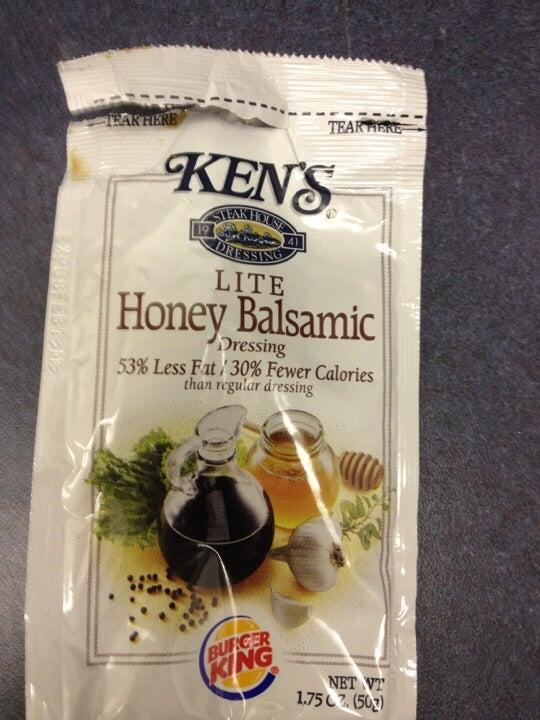 TEAR HERE
TEAR HERE
KEN'S®
STEAK HOUSE
19 41
DRESSING
LITE
Honey Balsamic
Dressing
53% Less Fat / 30% Fewer Calories
than regular dressing
BURGER
KING®
NET WT
1.75 OZ. (50g)